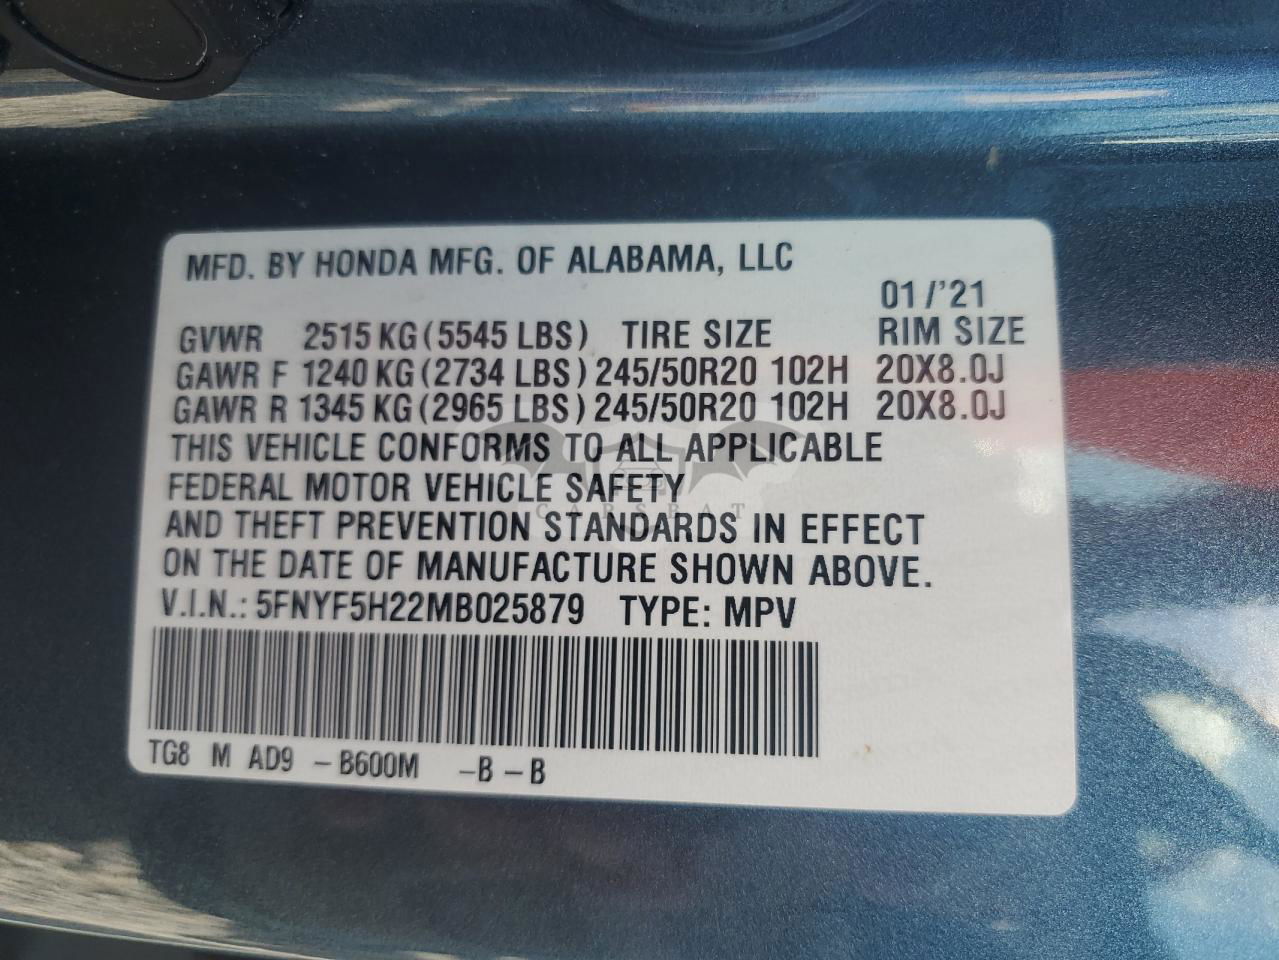 MFD. BY HONDA MFG. OF ALABAMA, LLC
01/'21
GVWR 2515 KG (5545 LBS) TIRE SIZE RIM SIZE
GAWR F 1240 KG (2734 LBS) 245/50R20 102H 20X8.0J
GAWR R 1345 KG (2965 LBS) 245/50R20 102H 20X8.0J
THIS VEHICLE CONFORMS TO ALL APPLICABLE
FEDERAL MOTOR VEHICLE SAFETY
CARSBAT
AND THEFT PREVENTION STANDARDS IN EFFECT
ON THE DATE OF MANUFACTURE SHOWN ABOVE.
V.I.N.: 5FNYF5H22MB025879 TYPE: MPV
TG8 M AD9 -B600M -B -B